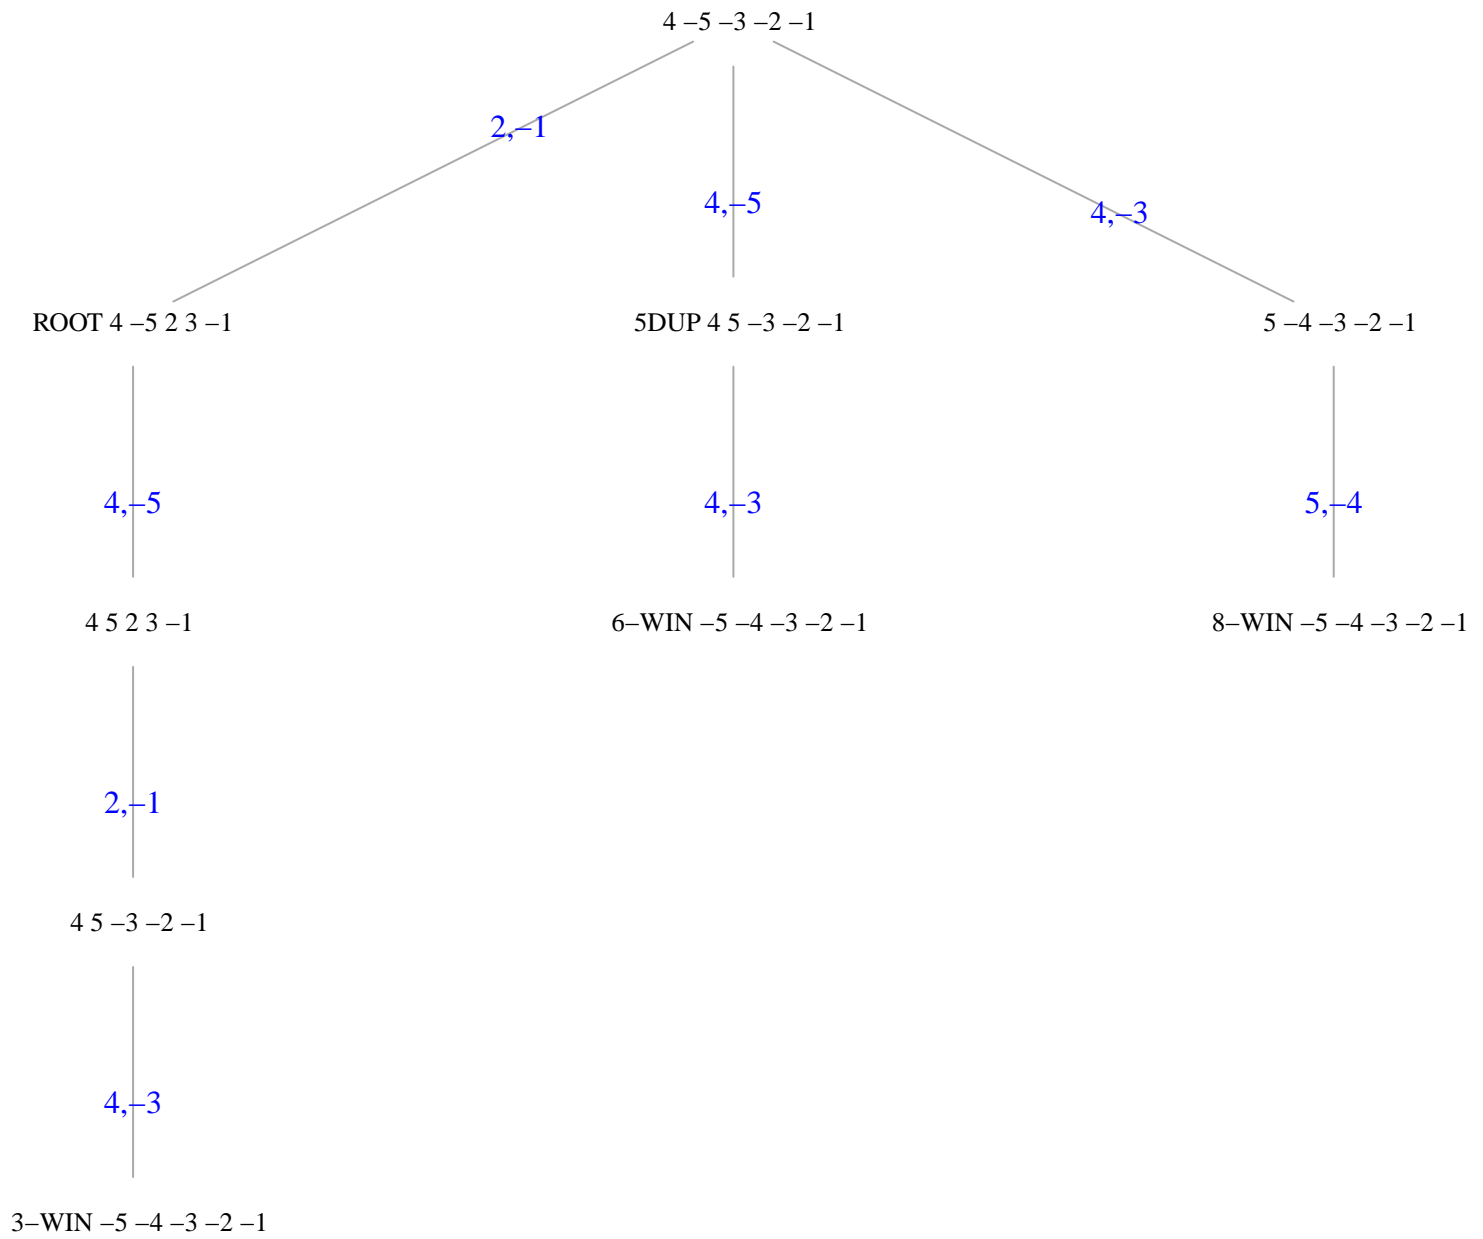 4 –5 –3 –2 –1
2,–1
4,–5
4,–3
ROOT 4 –5 2 3 –1
5DUP 4 5 –3 –2 –1
5 –4 –3 –2 –1
4,–5
4,–3
5,–4
4 5 2 3 –1
6–WIN –5 –4 –3 –2 –1
8–WIN –5 –4 –3 –2 –1
2,–1
4 5 –3 –2 –1
4,–3
3–WIN –5 –4 –3 –2 –1